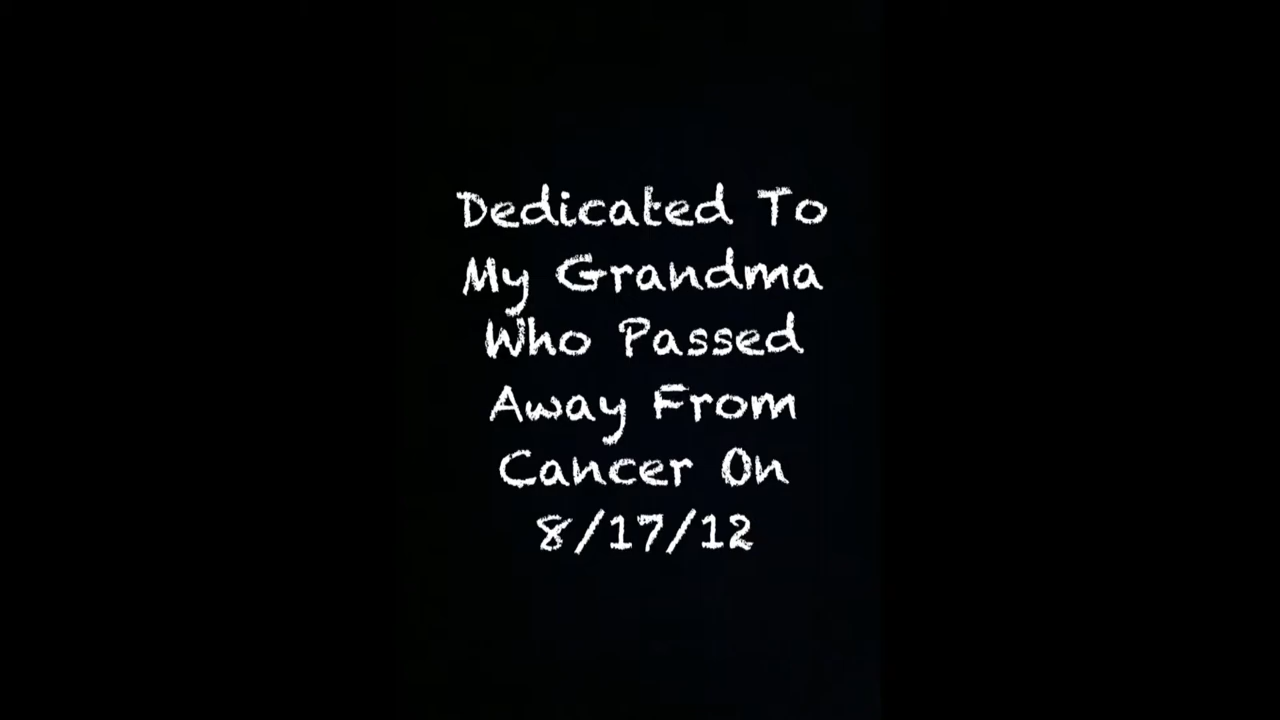 Dedicated To
My Grandma
Who Passed
Away From
Cancer On
8/17/12